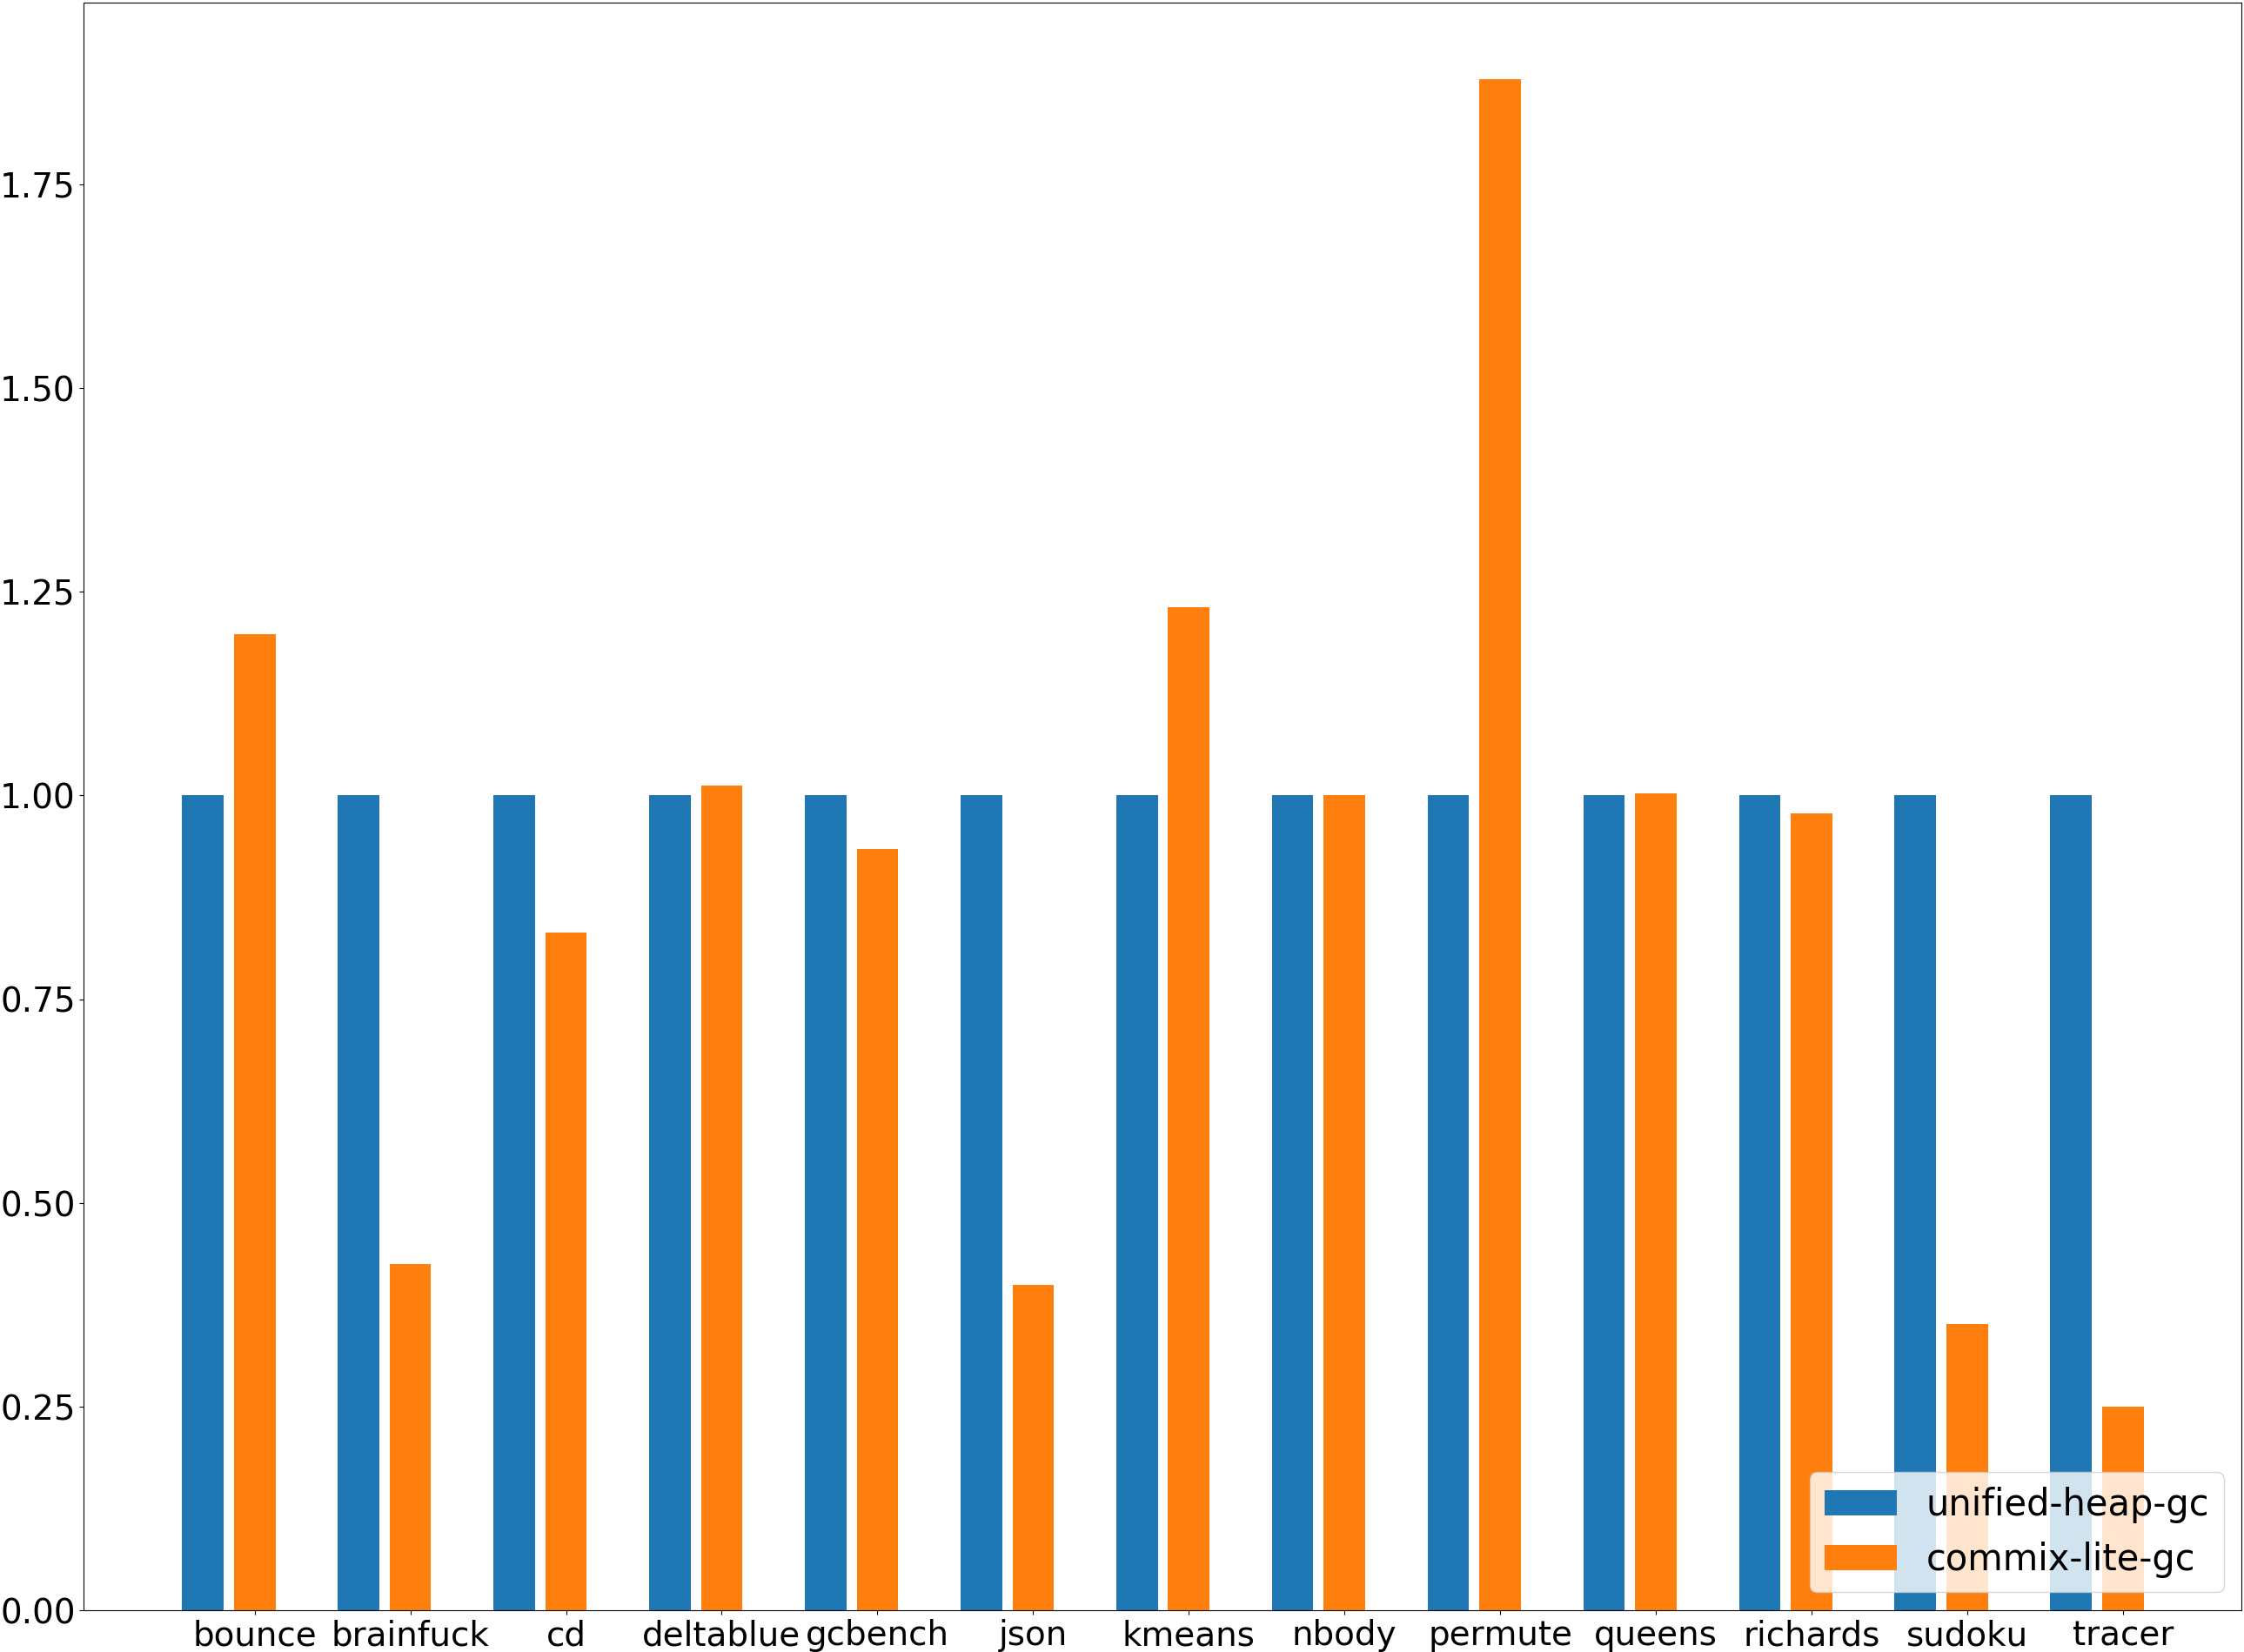 1.75
1.50
1.25
1.00
0.75
0.50
0.25
0.00
bounce brainfuck cd deltablue gcbench json kmeans nbody permute queens richards sudoku tracer
unified-heap-gc
commix-lite-gc